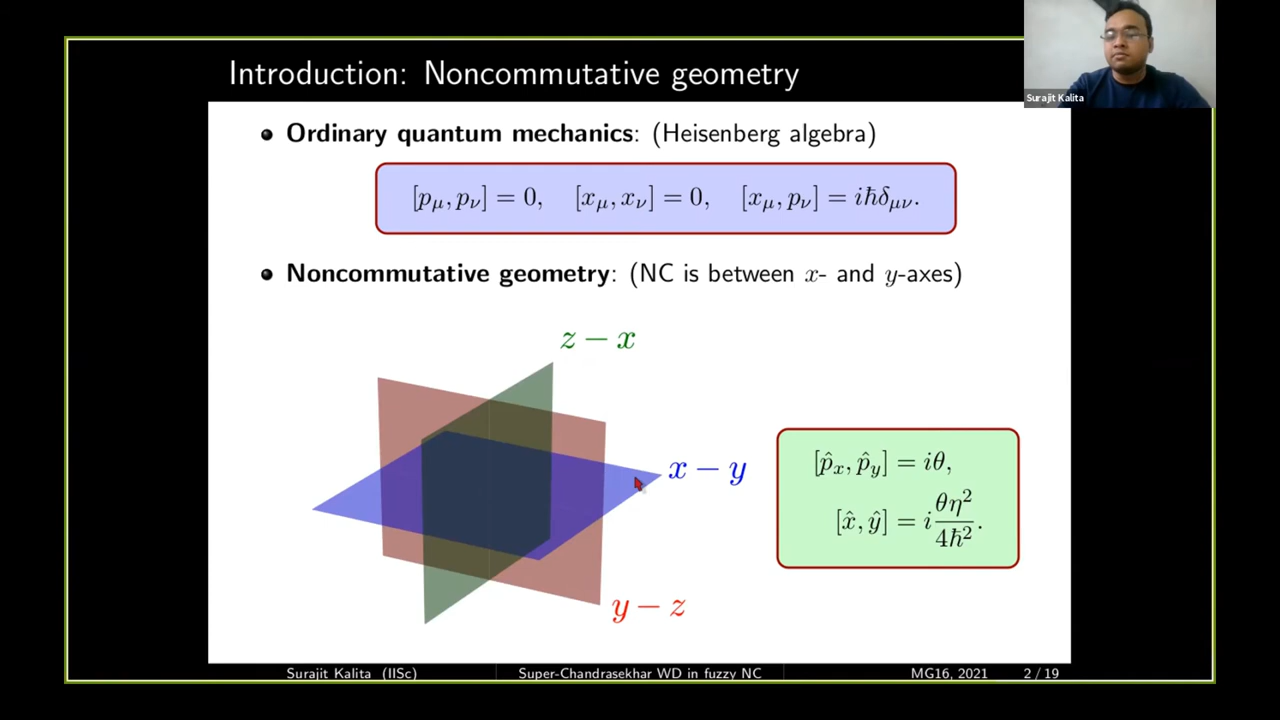 Introduction: Noncommutative geometry
Surajit Kalita
• Ordinary quantum mechanics: (Heisenberg algebra)
[p_μ, p_ν] = 0, [x_μ, x_ν] = 0, [x_μ, p_ν] = iℏδ_μν.
• Noncommutative geometry: (NC is between x- and y-axes)
z − x
x − y
y − z
[p̂_x, p̂_y] = iθ,
[x̂, ŷ] = i θη²/4ℏ².
Surajit Kalita (IISc) Super-Chandrasekhar WD in fuzzy NC MG16, 2021 2 / 19